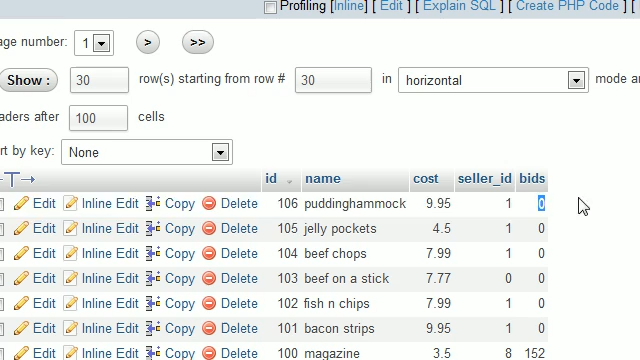 Profiling [Inline] [ Edit ] [ Explain SQL ] [ Create PHP Code ] [
age number: 1 > >>
Show : 30 row(s) starting from row # 30 in horizontal mode a
aders after 100 cells
rt by key: None
T id name cost seller_id bids
Edit Inline Edit Copy Delete 106 puddinghammock 9.95 1 0
Edit Inline Edit Copy Delete 105 jelly pockets 4.5 1 0
Edit Inline Edit Copy Delete 104 beef chops 7.99 1 0
Edit Inline Edit Copy Delete 103 beef on a stick 7.77 0 0
Edit Inline Edit Copy Delete 102 fish n chips 7.99 1 0
Edit Inline Edit Copy Delete 101 bacon strips 9.95 1 0
Edit Inline Edit Copy Delete 100 magazine 3.5 8 152